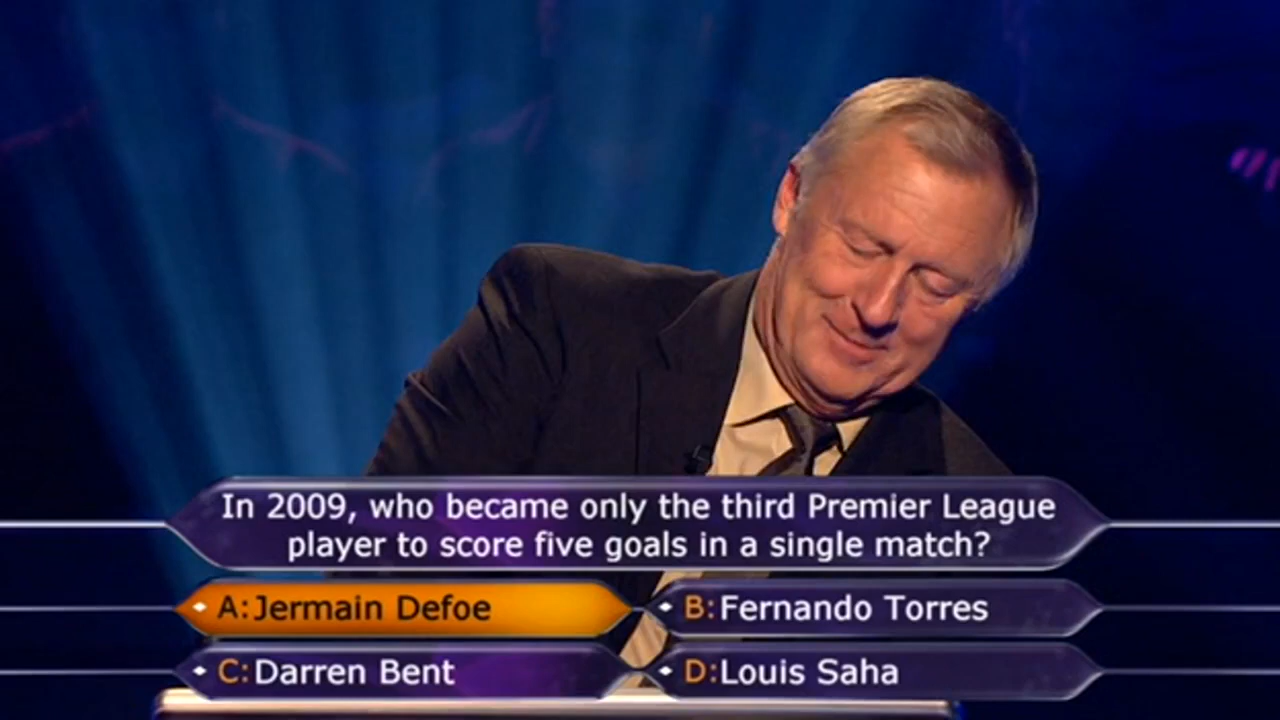 In 2009, who became only the third Premier League
player to score five goals in a single match?
A: Jermain Defoe
B: Fernando Torres
C: Darren Bent
D: Louis Saha